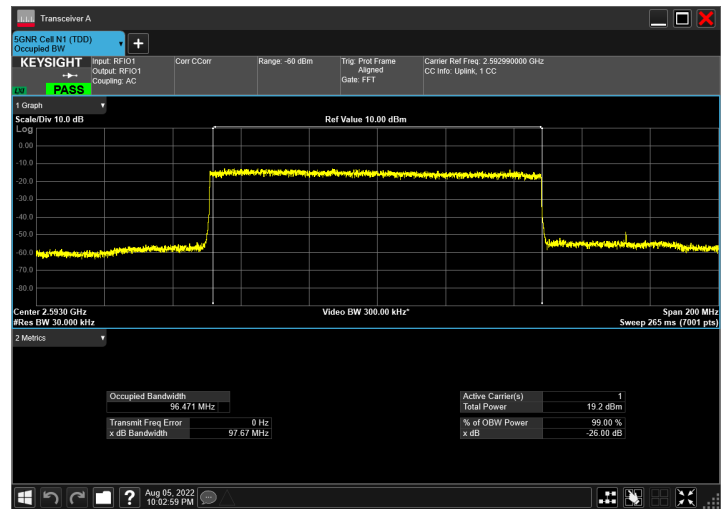 Transceiver A
5GNR Cell N1 (TDD)
Occupied BW
KEYSIGHT
Input: RFIO1
Output: RFIO1
Coupling: AC
Corr CCorr
Range: -60 dBm
Trig: Prot Frame
Aligned
Gate: FFT
Carrier Ref Freq: 2.592990000 GHz
CC Info: Uplink, 1 CC
LXI
PASS
1 Graph
Scale/Div 10.0 dB
Ref Value 10.00 dBm
Log
0.00
-10.0
-20.0
-30.0
-40.0
-50.0
-60.0
-70.0
-80.0
Center 2.5930 GHz
Video BW 300.00 kHz*
Span 200 MHz
#Res BW 30.000 kHz
Sweep 265 ms (7001 pts)
2 Metrics
Occupied Bandwidth
96.471 MHz
Active Carrier(s) 1
Total Power 19.2 dBm
Transmit Freq Error 0 Hz
x dB Bandwidth 97.67 MHz
% of OBW Power 99.00 %
x dB -26.00 dB
Aug 05, 2022
10:02:59 PM